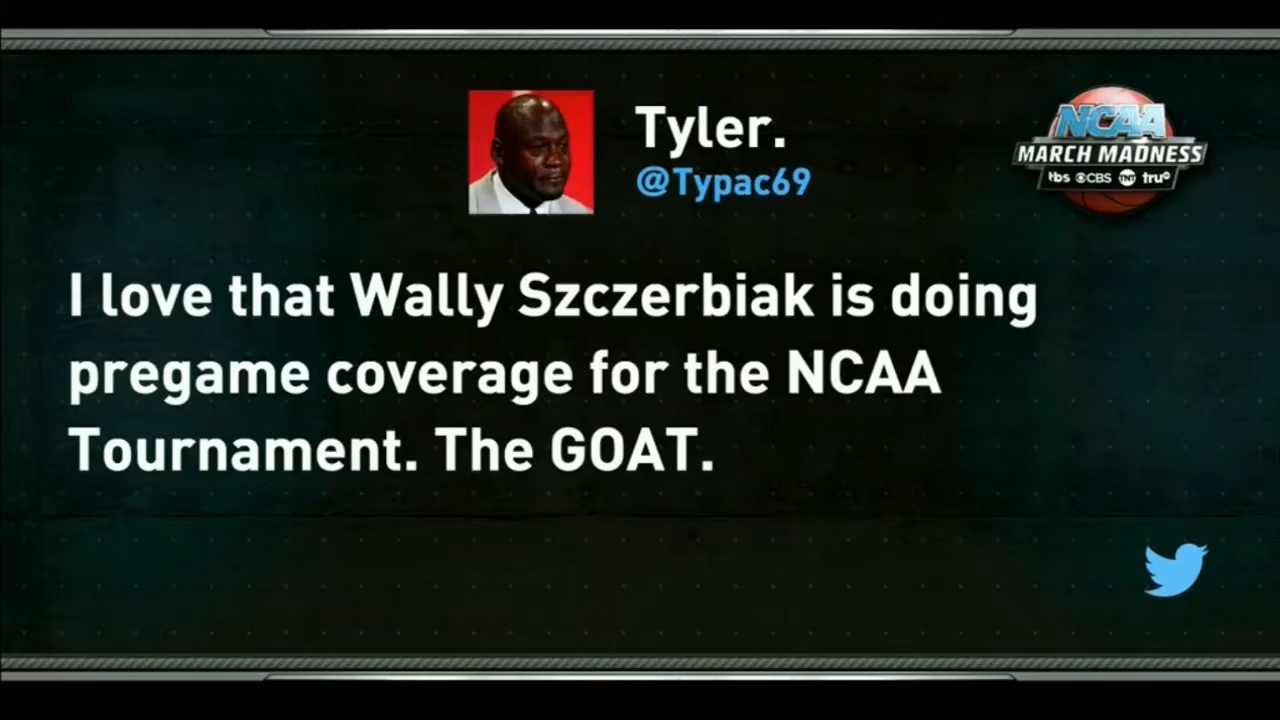 Tyler.
@Typac69
NCAA
MARCH MADNESS
tbs CBS TNT tru
I love that Wally Szczerbiak is doing
pregame coverage for the NCAA
Tournament. The GOAT.